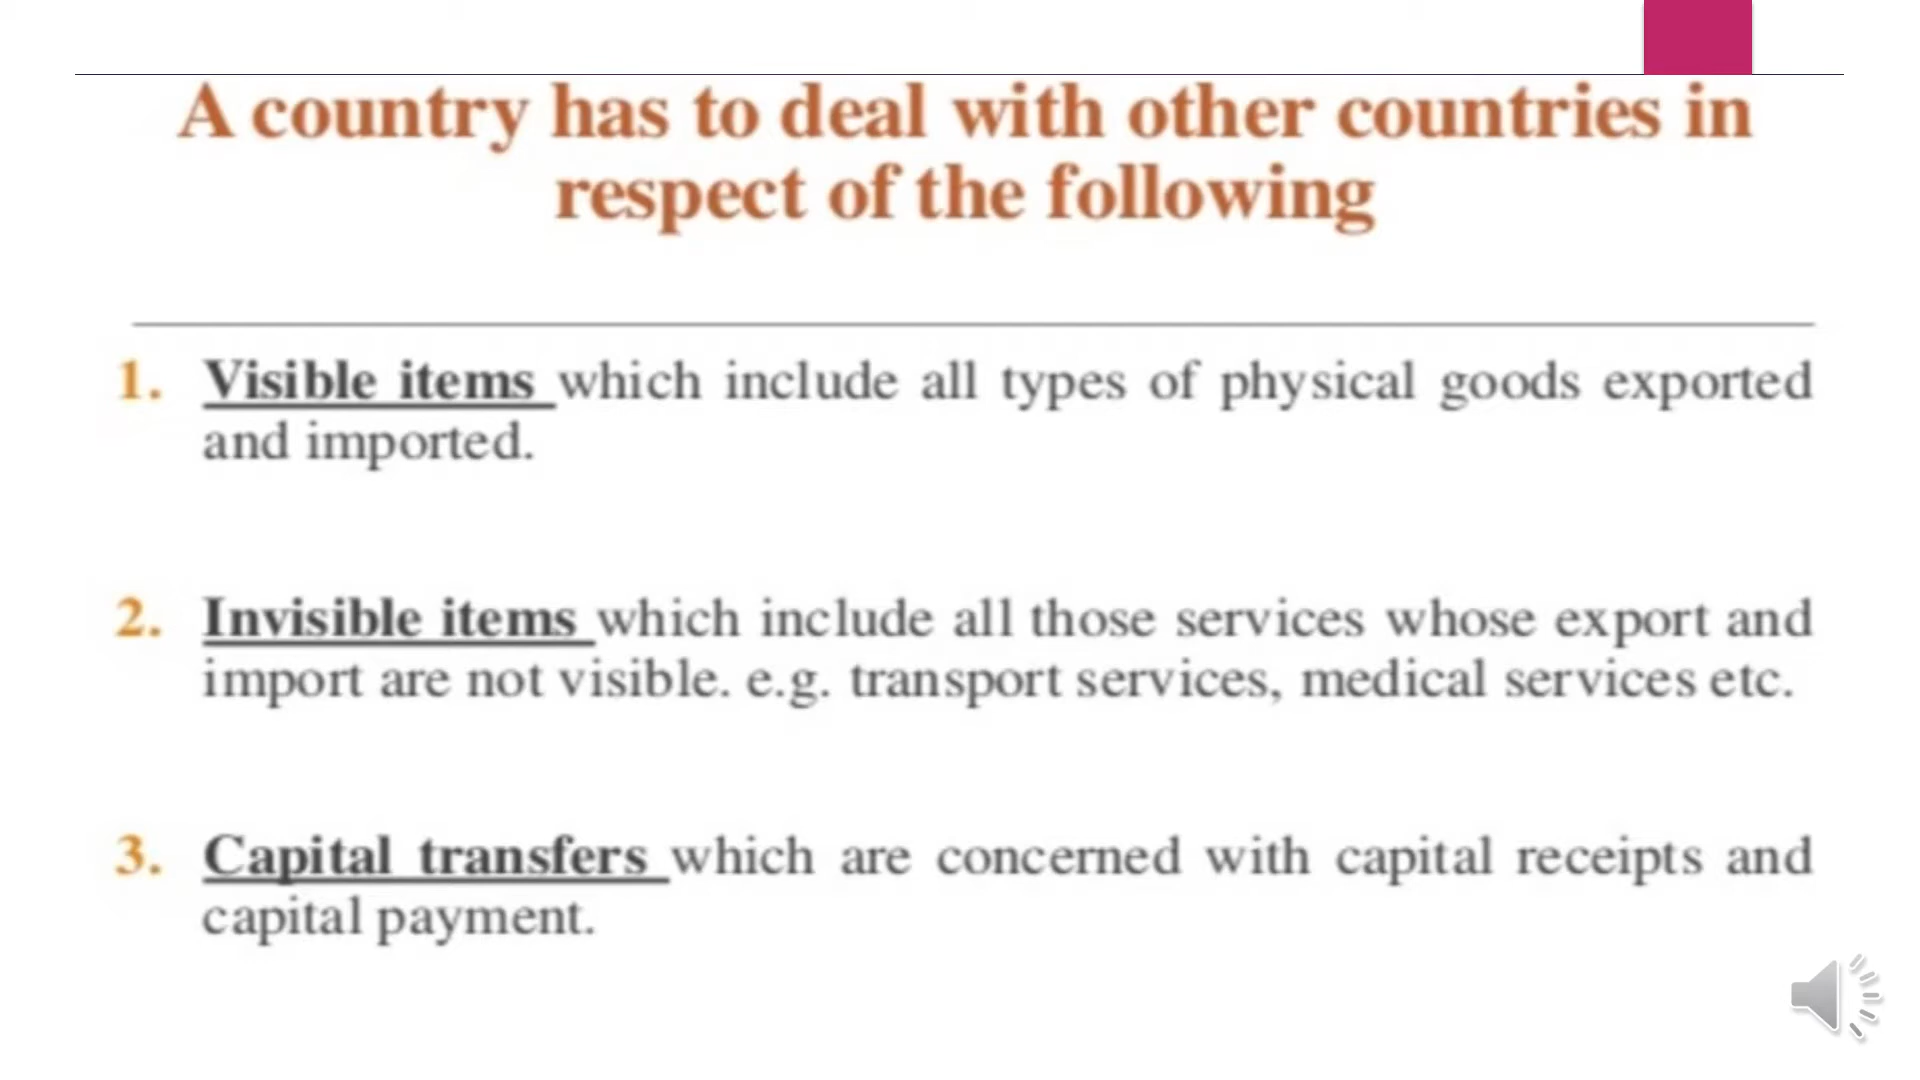 A country has to deal with other countries in
respect of the following
1. Visible items which include all types of physical goods exported
and imported.
2. Invisible items which include all those services whose export and
import are not visible. e.g. transport services, medical services etc.
3. Capital transfers which are concerned with capital receipts and
capital payment.